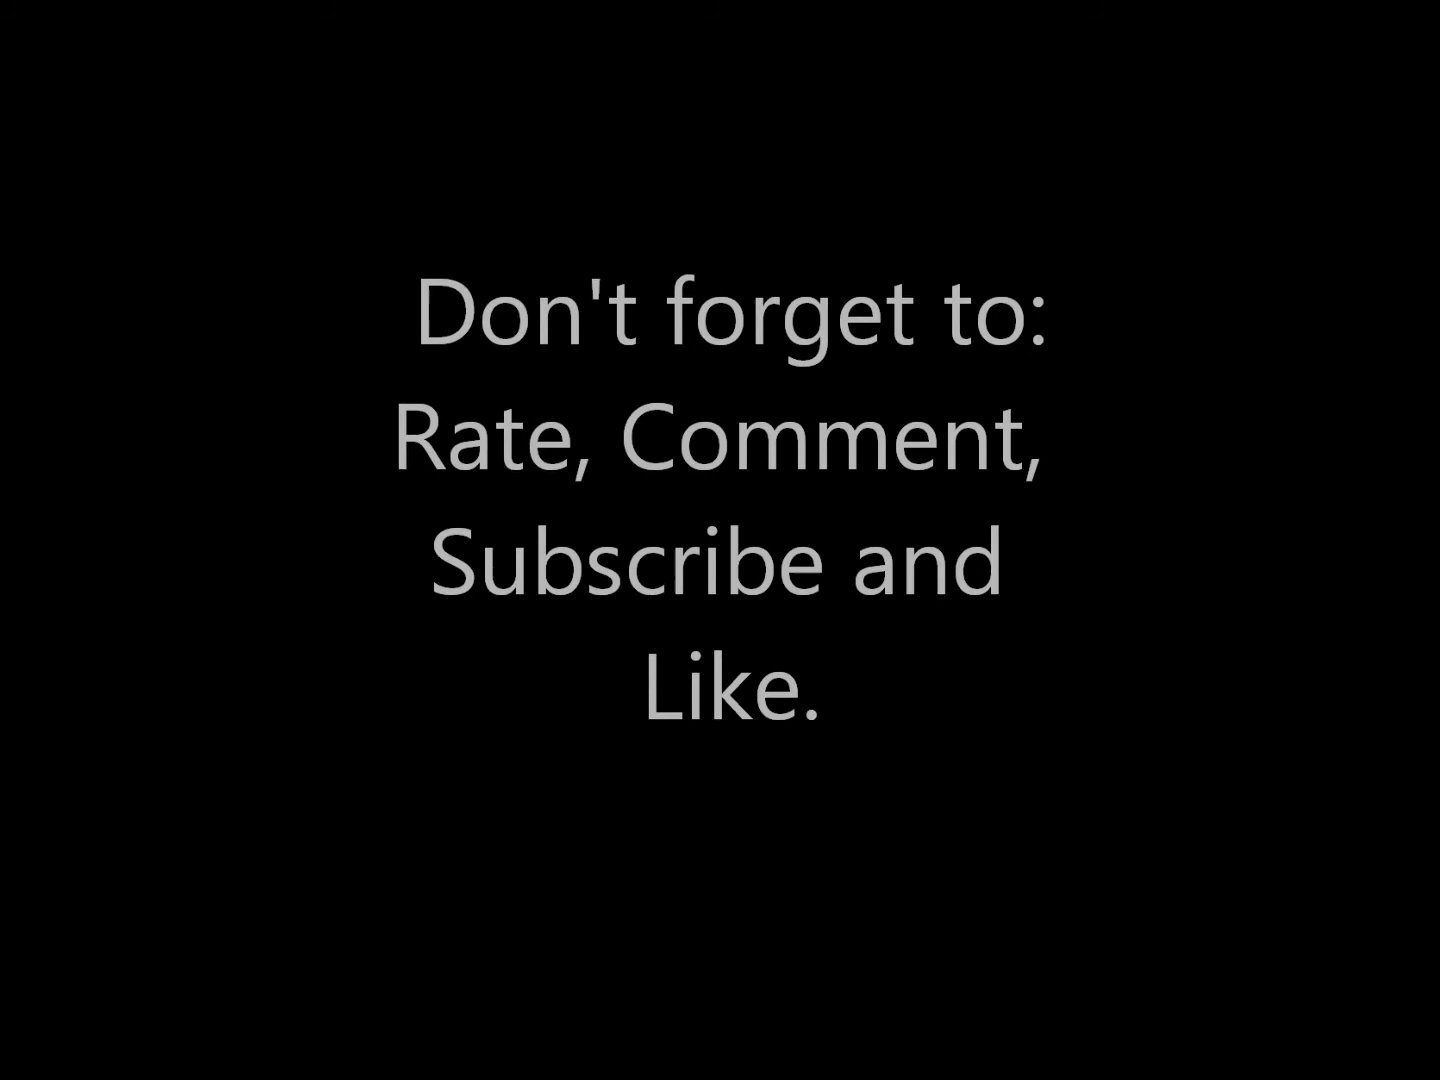 Don't forget to:
Rate, Comment,
Subscribe and
Like.